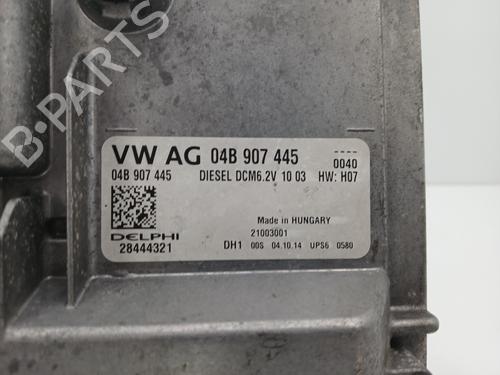 VW AG 04B 907 445 ----
0040
04B 907 445 DIESEL DCM6.2V 10 03 HW: H07
Made in HUNGARY
DELPHI 21003001
28444321 DH1 00S 04.10.14 UPS6 0580
B-PARTS